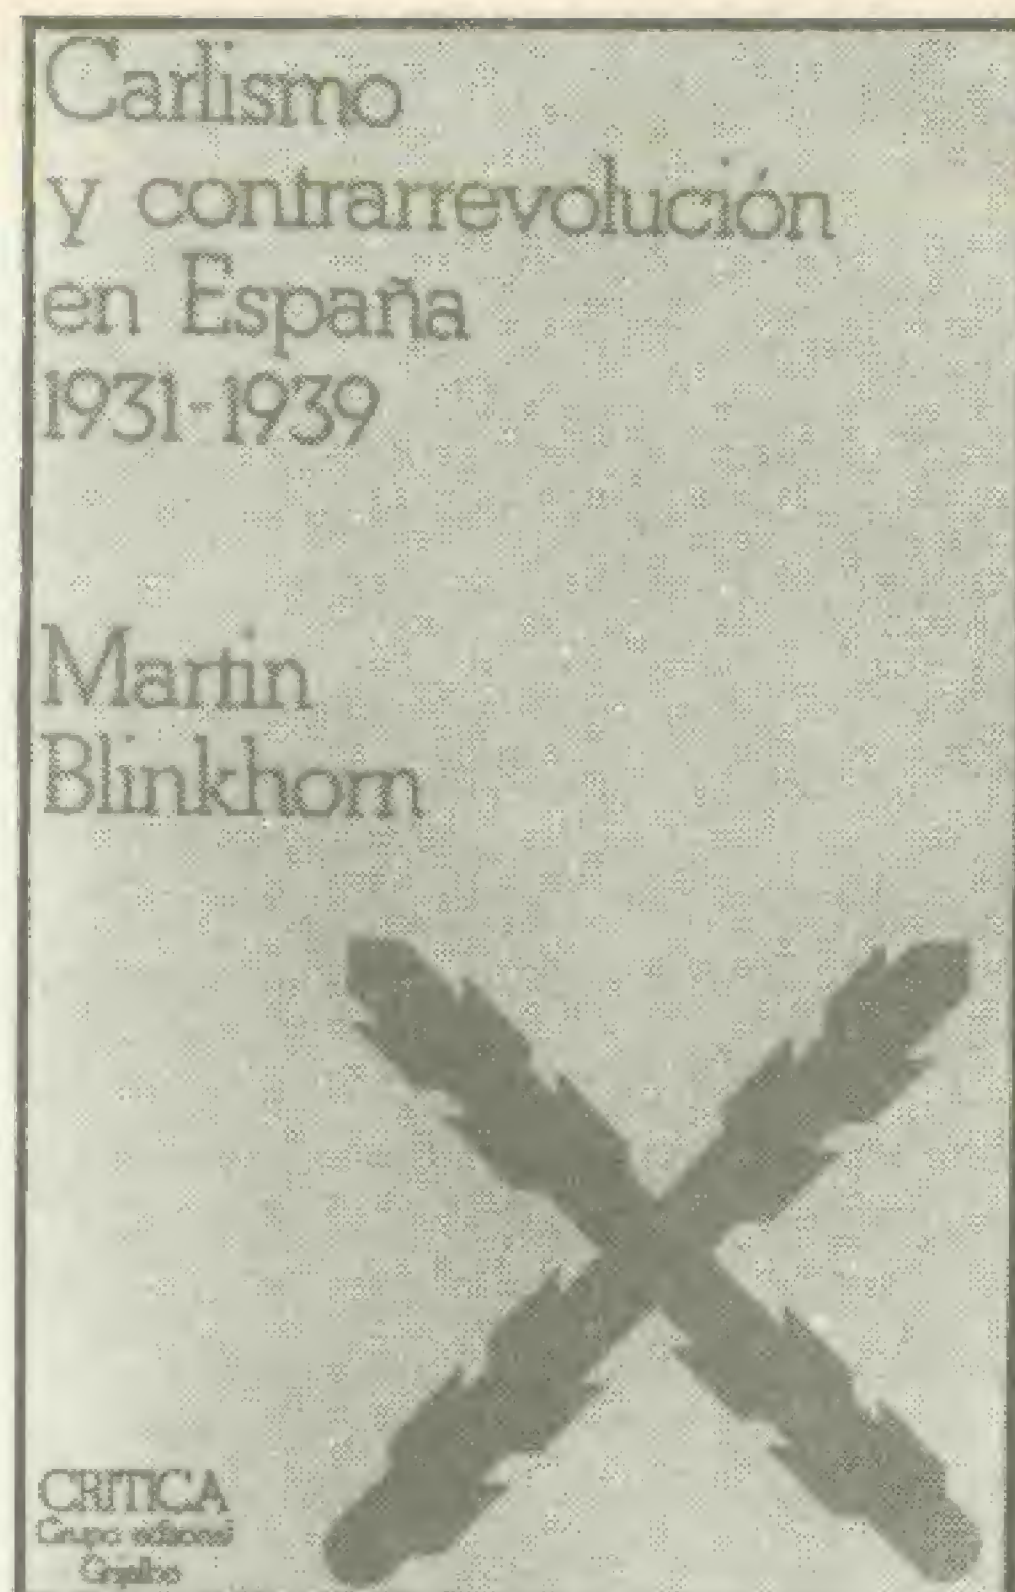 Carlismo
y contrarrevolución
en España
1931-1939
Martin
Blinkhorn
CRITICA
Grupo editorial
Grijalbo